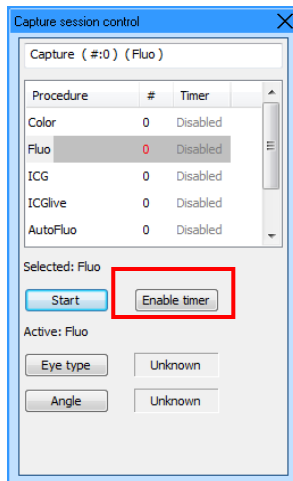 Capture session control
Capture ( #:0 ) ( Fluo )
Procedure # Timer
Color 0 Disabled
Fluo 0 Disabled
ICG 0 Disabled
ICGlive 0 Disabled
AutoFluo 0 Disabled
Selected: Fluo
Start Enable timer
Active: Fluo
Eye type Unknown
Angle Unknown